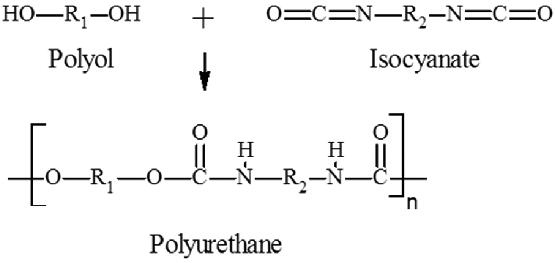 HO—R₁—OH + O=C=N—R₂—N=C=O
Polyol Isocyanate
O H H O
[—O—R₁—O—C—N—R₂—N—C—]n
Polyurethane